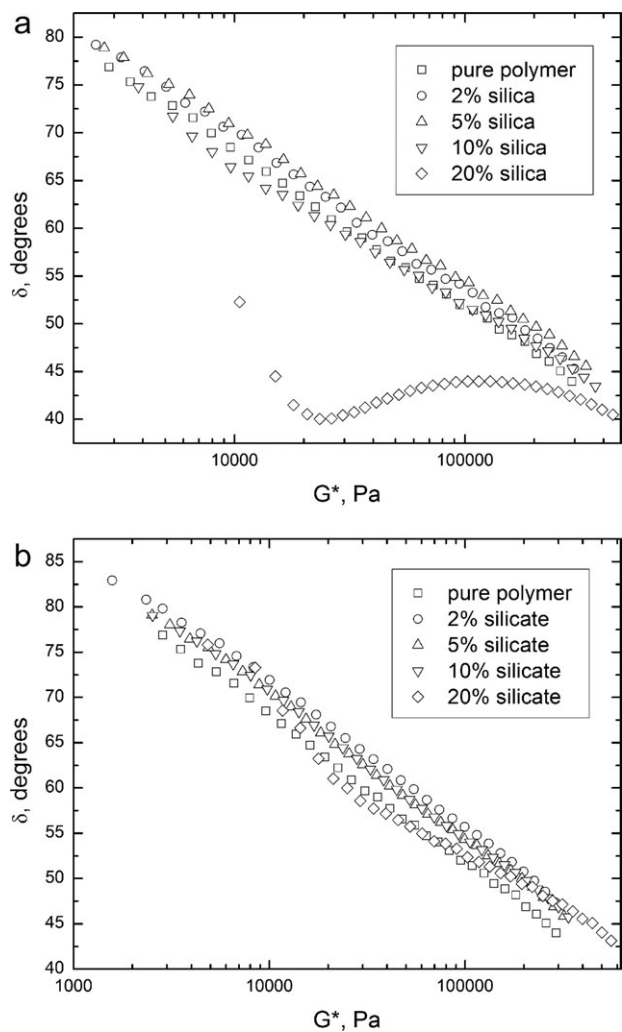 a
80
75
70
65
60
55
50
45
40
δ, degrees
10000
100000
G*, Pa
pure polymer
2% silica
5% silica
10% silica
20% silica
b
85
80
75
70
65
60
55
50
45
40
δ, degrees
1000
10000
100000
G*, Pa
pure polymer
2% silicate
5% silicate
10% silicate
20% silicate